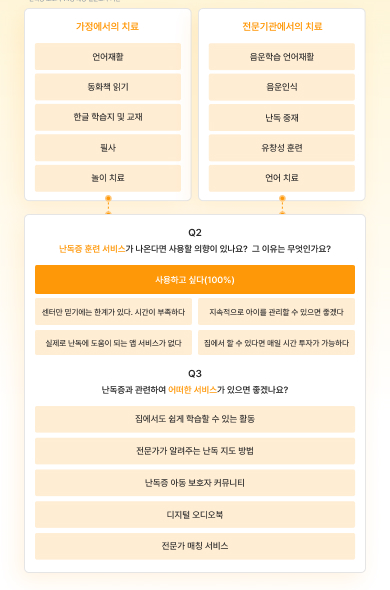 가정에서의 치료
언어재활
동화책 읽기
한글 학습지 및 교재
필사
놀이 치료
전문기관에서의 치료
음운학습 언어재활
음운인식
난독 중재
유창성 훈련
언어 치료
Q2
난독증 훈련 서비스가 나온다면 사용할 의향이 있나요? 그 이유는 무엇인가요?
사용하고 싶다(100%)
센터만 믿기에는 한계가 있다. 시간이 부족하다
지속적으로 아이를 관리할 수 있으면 좋겠다
실제로 난독에 도움이 되는 앱 서비스가 없다
집에서 할 수 있다면 매일 시간 투자가 가능하다
Q3
난독증과 관련하여 어떠한 서비스가 있으면 좋겠나요?
집에서도 쉽게 학습할 수 있는 활동
전문가가 알려주는 난독 지도 방법
난독증 아동 보호자 커뮤니티
디지털 오디오북
전문가 매칭 서비스